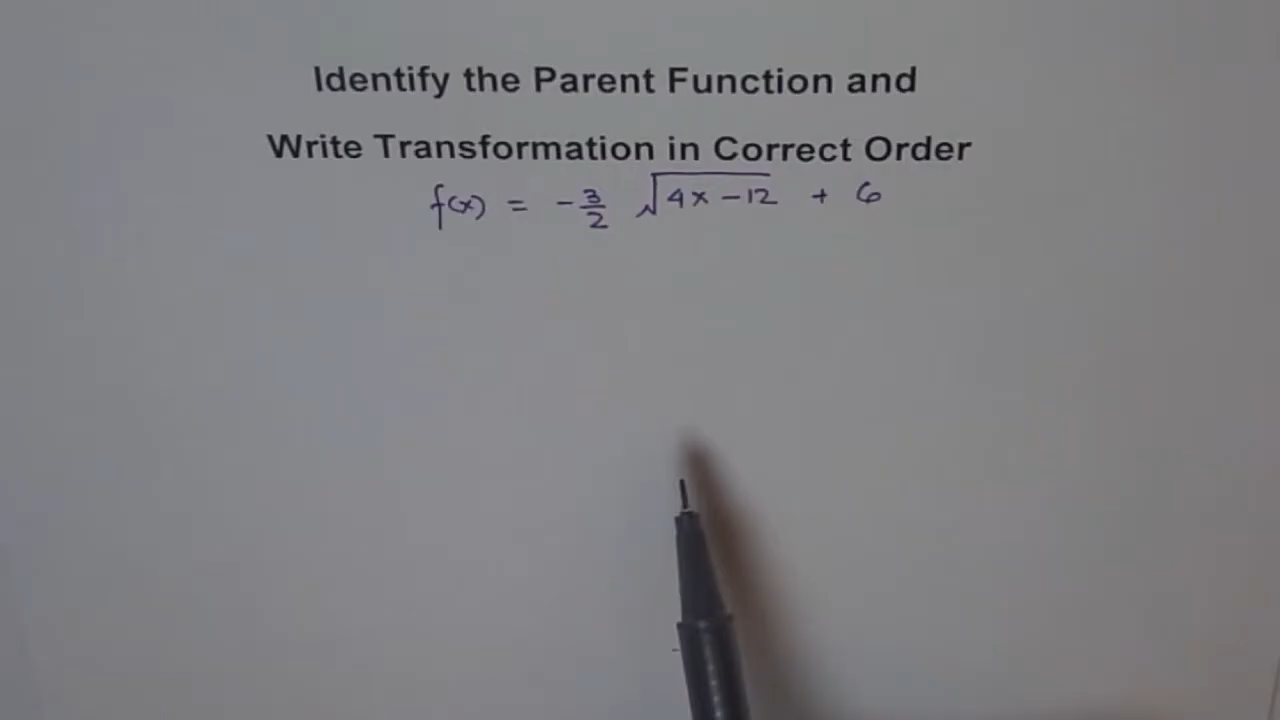 Identify the Parent Function and
Write Transformation in Correct Order
f(x) = -3/2 √(4x-12) + 6